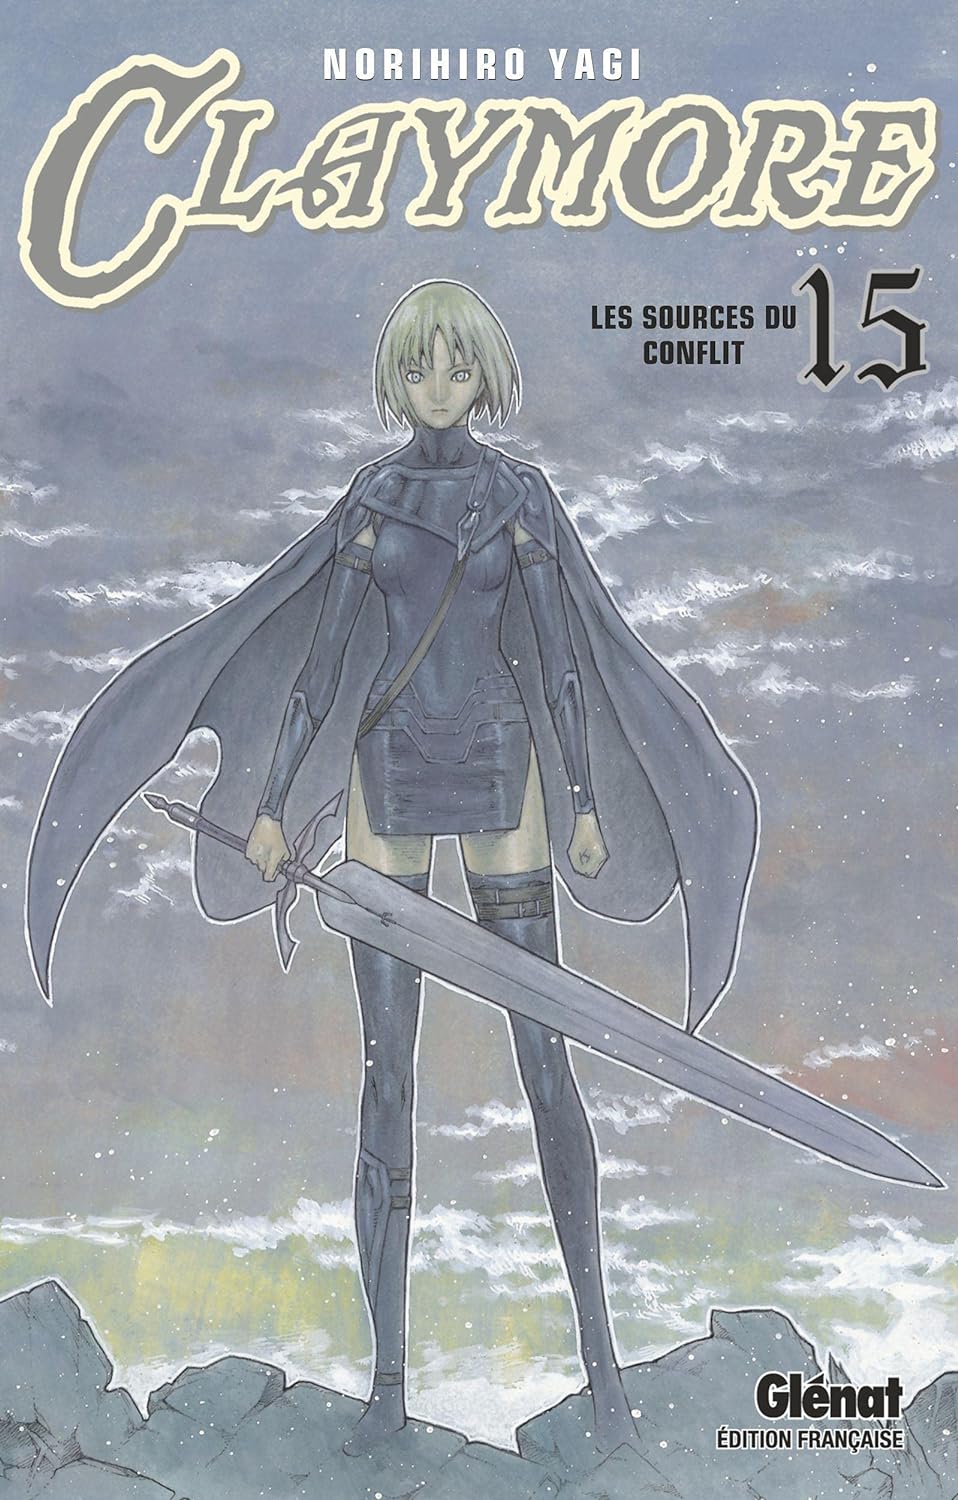 NORIHIRO YAGI
CLAYMORE
LES SOURCES DU
CONFLIT
15
Glénat
ÉDITION FRANÇAISE